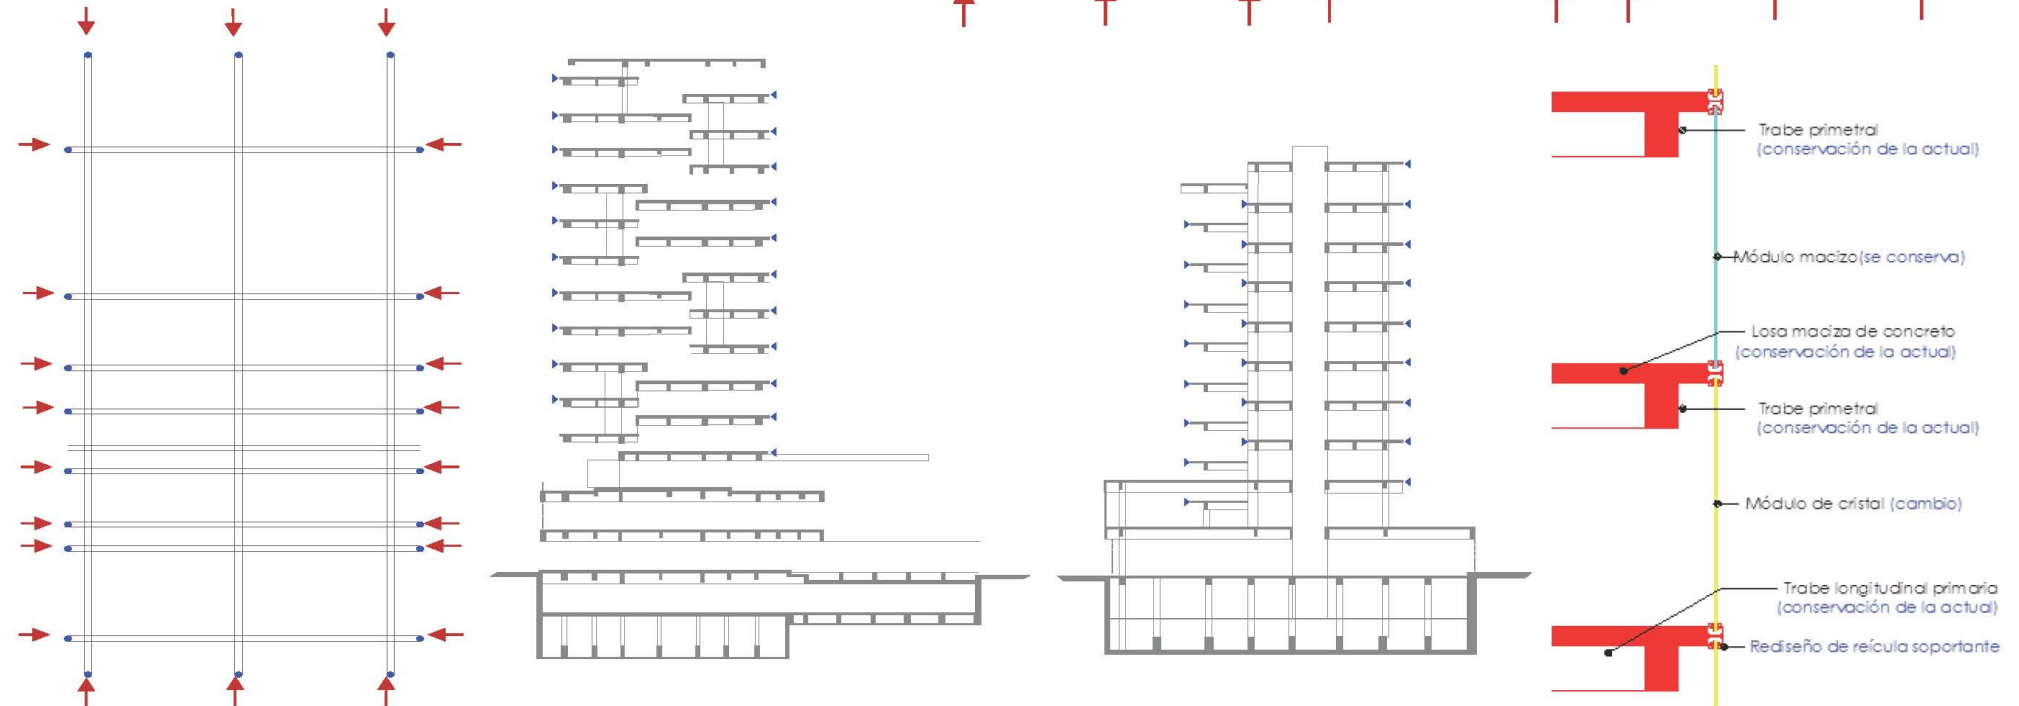 Trabe primetral
(conservación de la actual)
Módulo macizo(se conserva)
Losa maciza de concreto
(conservación de la actual)
Trabe primetral
(conservación de la actual)
Módulo de cristal (cambio)
Trabe longitudinal primaria
(conservación de la actual)
Rediseño de reícula soportante